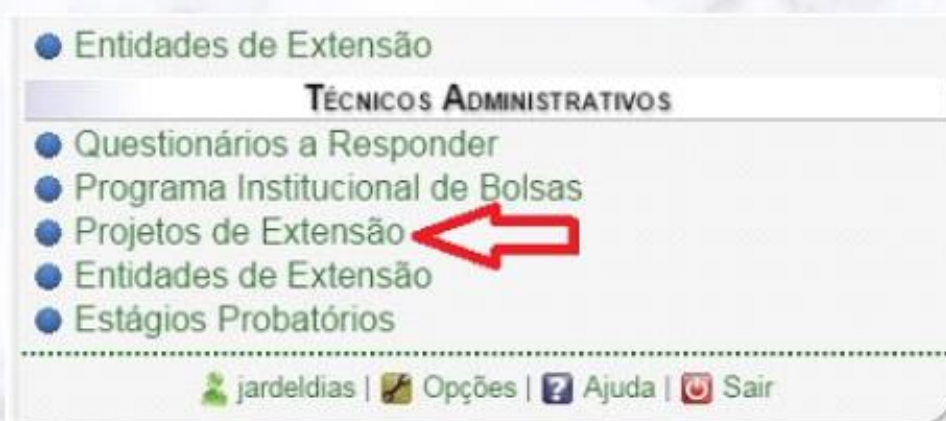 Entidades de Extensão
TÉCNICOS ADMINISTRATIVOS
Questionários a Responder
Programa Institucional de Bolsas
Projetos de Extensão
Entidades de Extensão
Estágios Probatórios
jardeldias | Opções | ? Ajuda | Sair